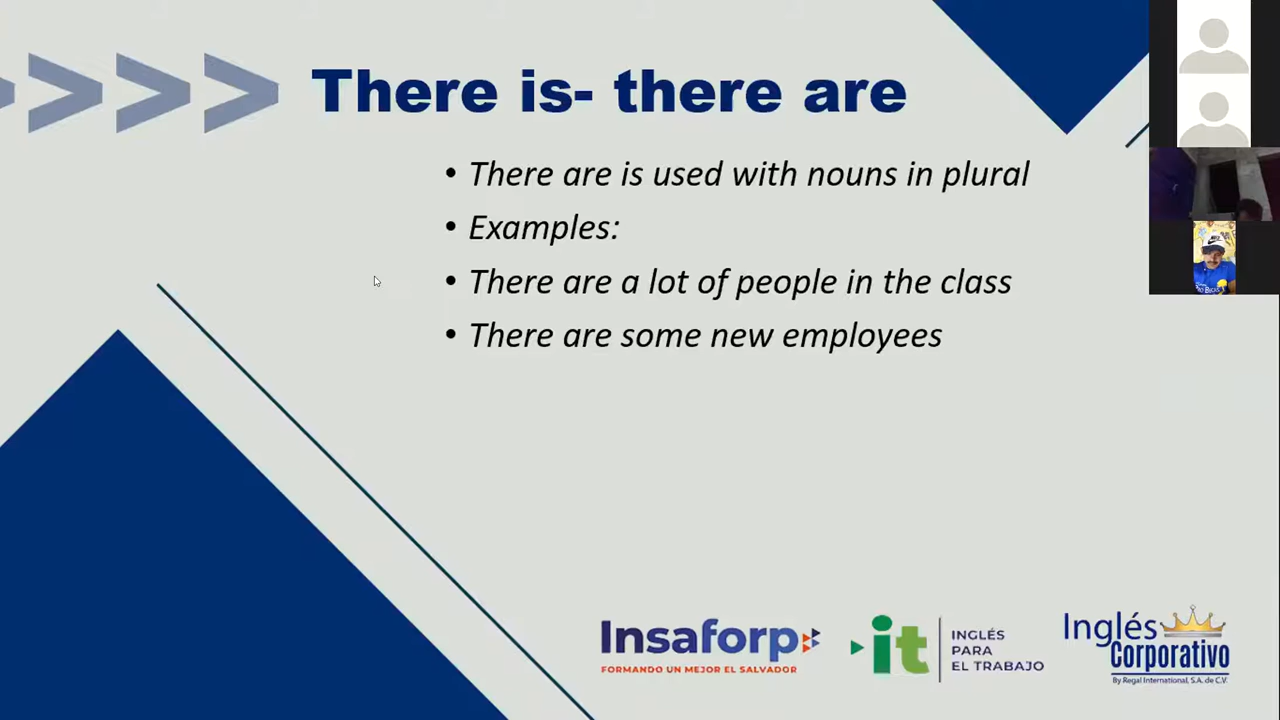 There is- there are
• There are is used with nouns in plural
• Examples:
• There are a lot of people in the class
• There are some new employees
Insaforp
FORMANDO UN MEJOR EL SALVADOR
it
INGLÉS
PARA
EL TRABAJO
Inglés
Corporativo
By Regal International, S.A. de C.V.